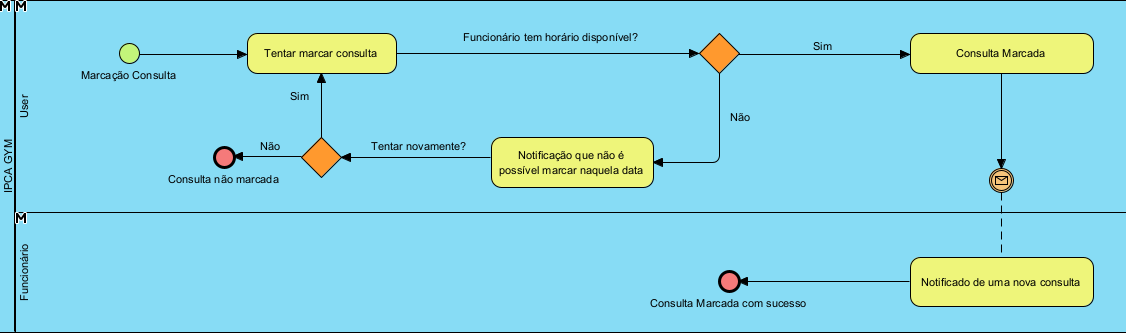 M M
IPCA GYM
User
Marcação Consulta
Tentar marcar consulta
Funcionário tem horário disponível?
Sim
Consulta Marcada
Não
Notificação que não é
possível marcar naquela data
Tentar novamente?
Sim
Não
Consulta não marcada
M
Funcionário
Notificado de uma nova consulta
Consulta Marcada com sucesso